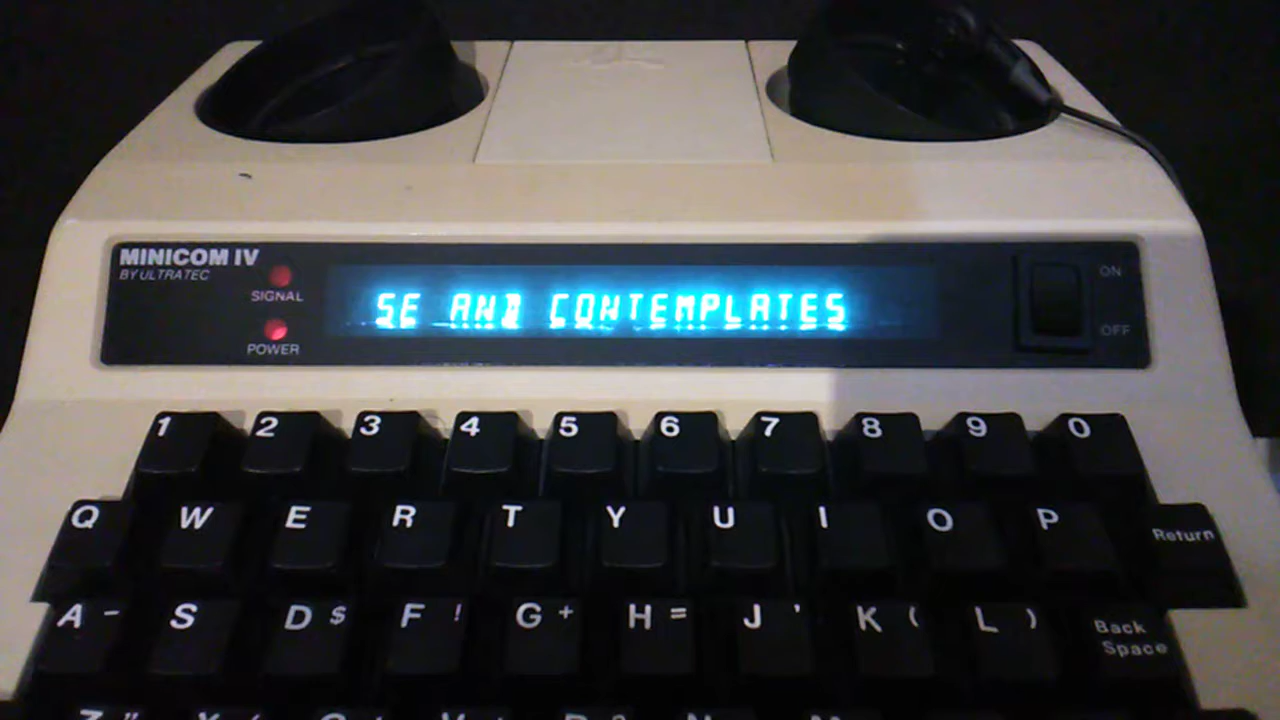 MINICOM IV
BY ULTRATEC
SIGNAL
POWER
SE AND CONTEMPLATES
ON
OFF
1 2 3 4 5 6 7 8 9 0
Q W E R T Y U I O P Return
A - S D $ F ! G + H = J ' K ( L ) Back Space